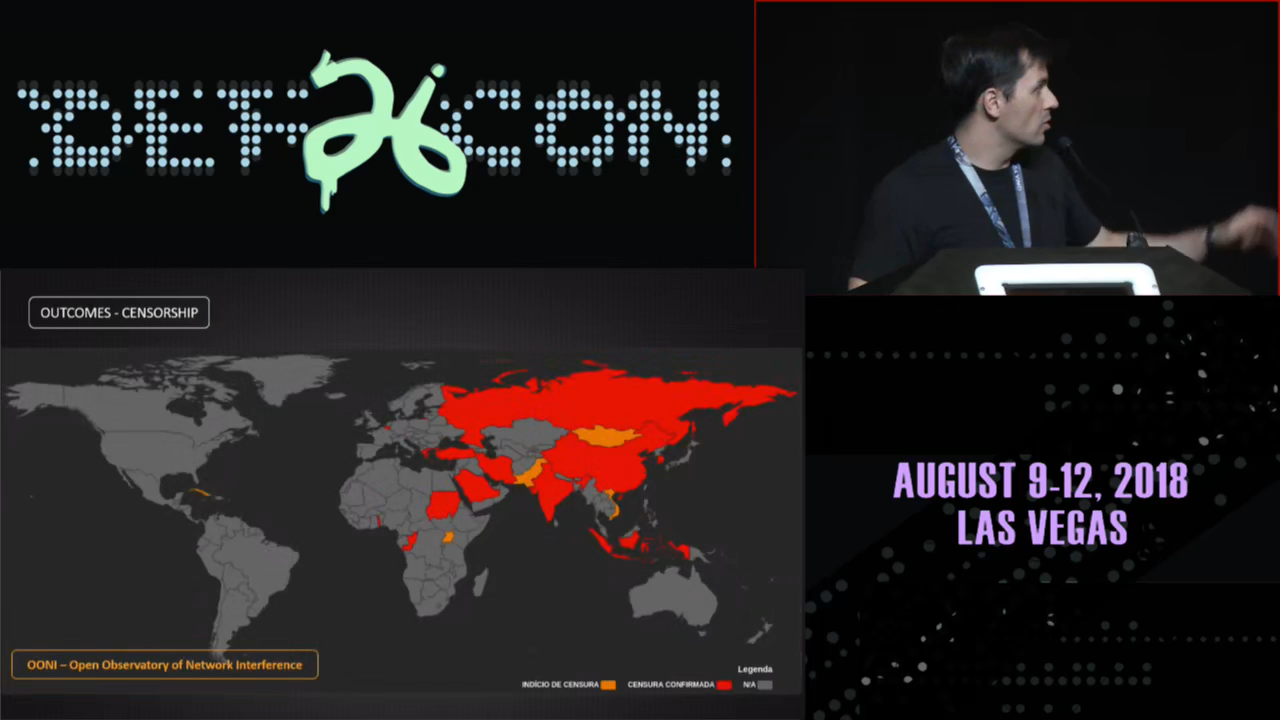 DEF CON 26
OUTCOMES - CENSORSHIP
AUGUST 9-12, 2018
LAS VEGAS
OONI – Open Observatory of Network Interference
Legenda
INDÍCIO DE CENSURA
CENSURA CONFIRMADA
N/A